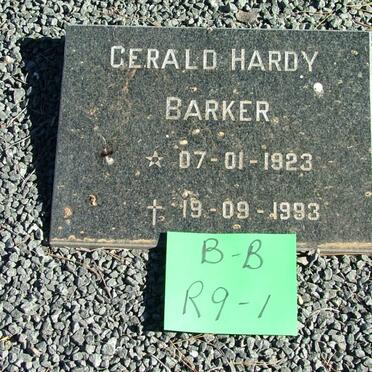 GERALD HARDY
BARKER
☆ 07-01-1923
† 19-09-1993
B-B
R9-1